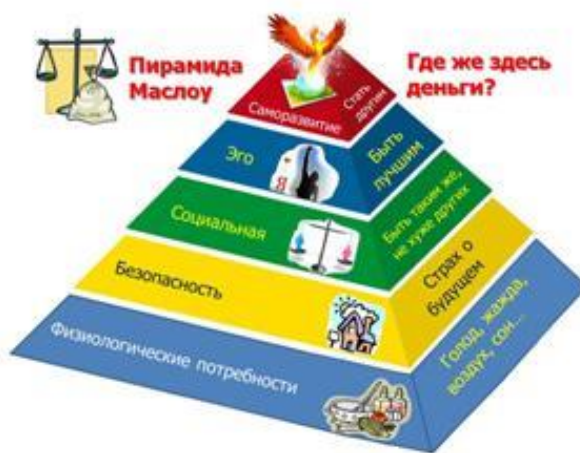 Пирамида
Маслоу
Где же здесь
деньги?
Саморазвитие
Стать
другим
Эго
Я
Быть
лучшим
Социальная
Быть таким же,
не хуже других
Безопасность
Страх о
будущем
Физиологические потребности
Голод, жажда,
воздух, сон...